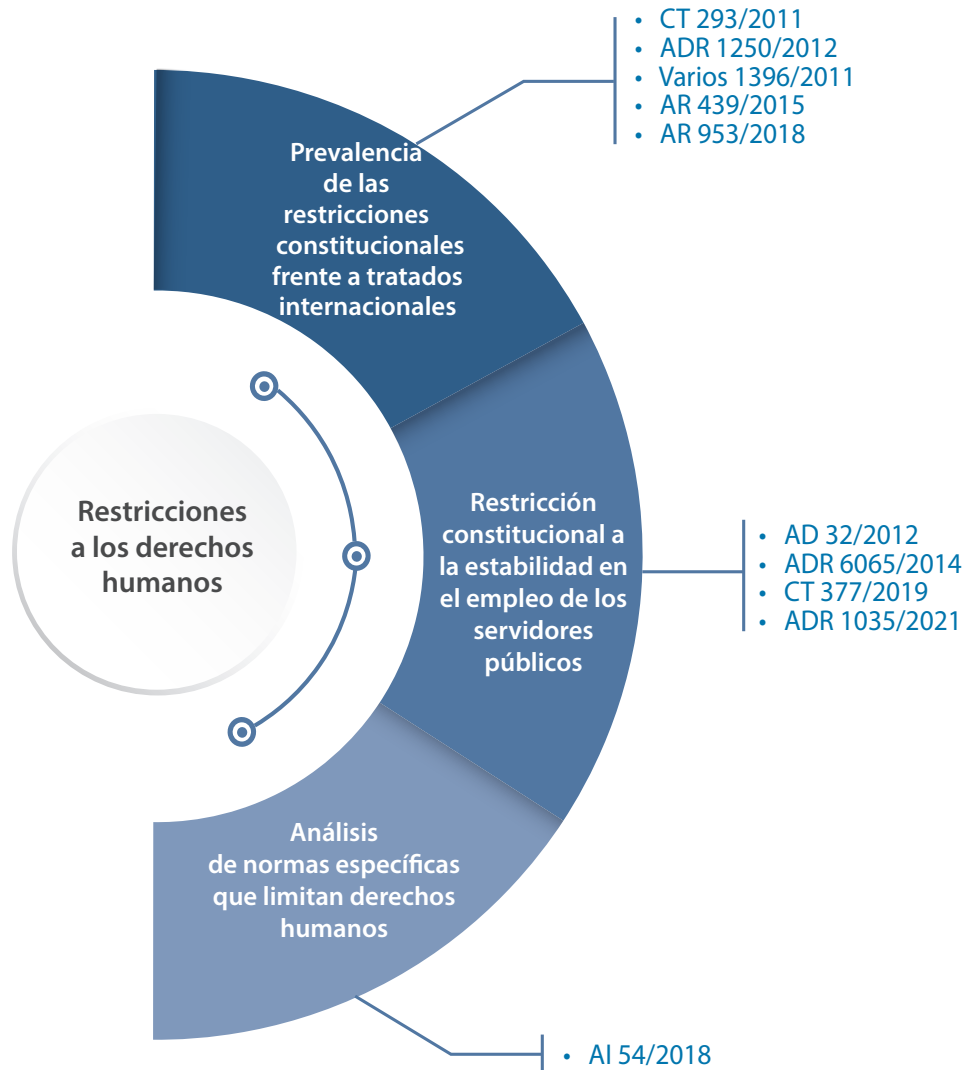 Restricciones
a los derechos
humanos
Prevalencia
de las
restricciones
constitucionales
frente a tratados
internacionales
• CT 293/2011
• ADR 1250/2012
• Varios 1396/2011
• AR 439/2015
• AR 953/2018
Restricción
constitucional a
la estabilidad en
el empleo de los
servidores
públicos
• AD 32/2012
• ADR 6065/2014
• CT 377/2019
• ADR 1035/2021
Análisis
de normas específicas
que limitan derechos
humanos
• AI 54/2018